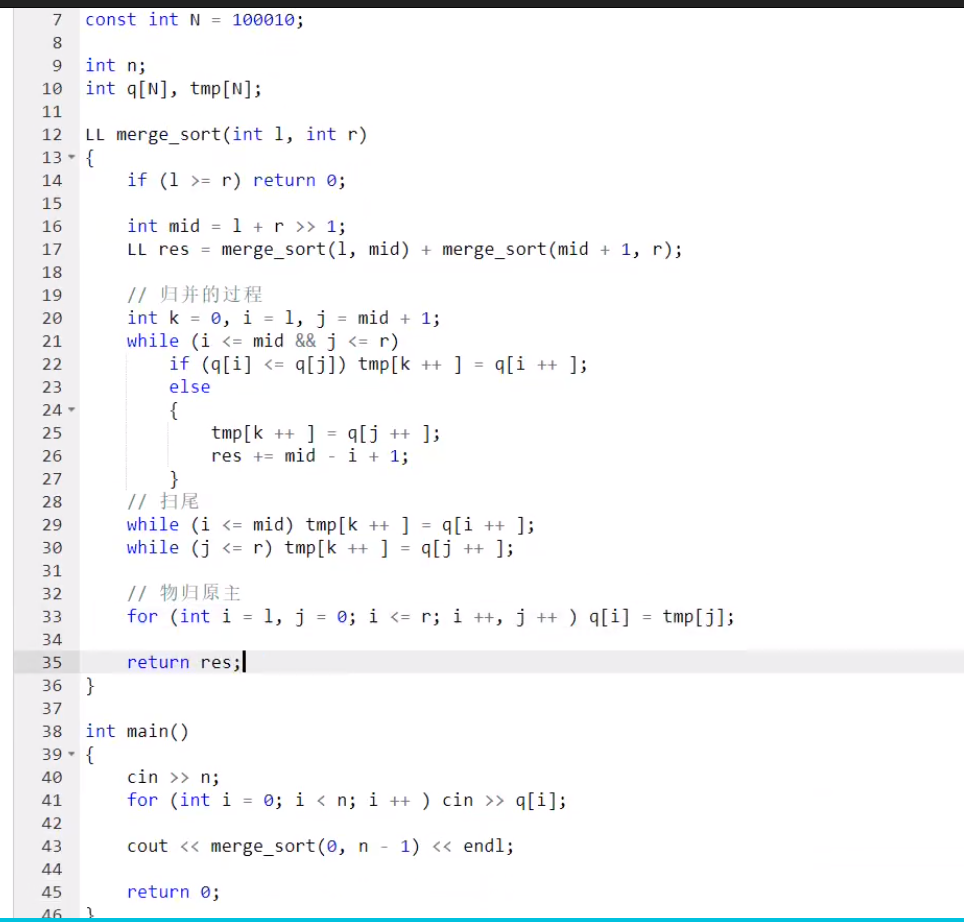 7 const int N = 100010;
8
9 int n;
10 int q[N], tmp[N];
11
12 LL merge_sort(int l, int r)
13 {
14     if (l >= r) return 0;
15
16     int mid = l + r >> 1;
17     LL res = merge_sort(l, mid) + merge_sort(mid + 1, r);
18
19     // 归并的过程
20     int k = 0, i = l, j = mid + 1;
21     while (i <= mid && j <= r)
22         if (q[i] <= q[j]) tmp[k ++ ] = q[i ++ ];
23         else
24         {
25             tmp[k ++ ] = q[j ++ ];
26             res += mid - i + 1;
27         }
28     // 扫尾
29     while (i <= mid) tmp[k ++ ] = q[i ++ ];
30     while (j <= r) tmp[k ++ ] = q[j ++ ];
31
32     // 物归原主
33     for (int i = l, j = 0; i <= r; i ++, j ++ ) q[i] = tmp[j];
34
35     return res;
36 }
37
38 int main()
39 {
40     cin >> n;
41     for (int i = 0; i < n; i ++ ) cin >> q[i];
42
43     cout << merge_sort(0, n - 1) << endl;
44
45     return 0;
46 }